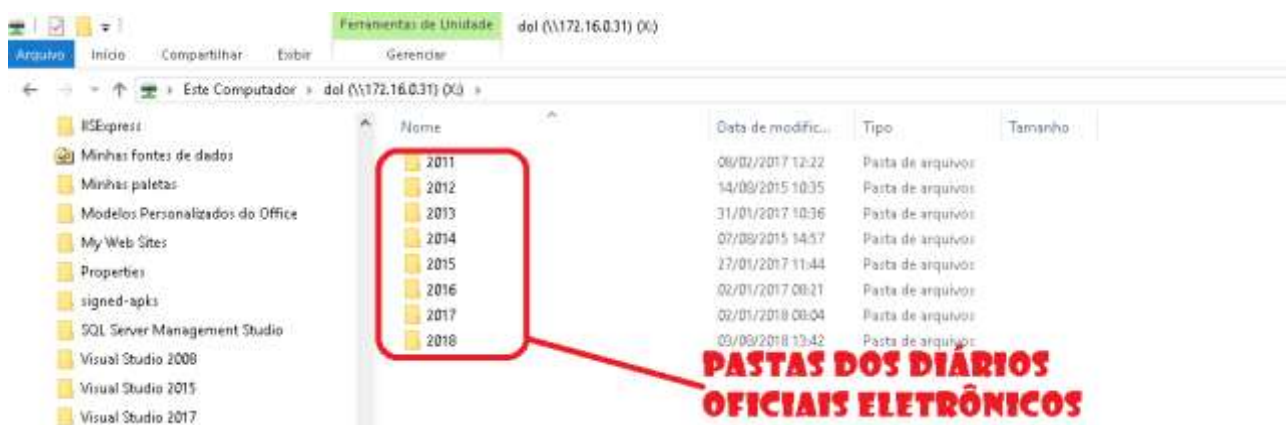 Ferramentas de Unidade dol (\\172.16.0.31) (X:)
Arquivo Início Compartilhar Exibir Gerenciar
Este Computador › dol (\\172.16.0.31) (X:) ›
IISExpress
Minhas fontes de dados
Minhas paletas
Modelos Personalizados do Office
My Web Sites
Properties
signed-apks
SQL Server Management Studio
Visual Studio 2008
Visual Studio 2015
Visual Studio 2017
Nome Data de modific... Tipo Tamanho
2011 08/02/2017 12:22 Pasta de arquivos
2012 14/08/2015 10:35 Pasta de arquivos
2013 31/01/2017 10:36 Pasta de arquivos
2014 07/08/2015 14:57 Pasta de arquivos
2015 27/01/2017 11:44 Pasta de arquivos
2016 02/01/2017 08:21 Pasta de arquivos
2017 02/01/2018 08:04 Pasta de arquivos
2018 03/08/2018 13:42 Pasta de arquivos
PASTAS DOS DIÁRIOS
OFICIAIS ELETRÔNICOS